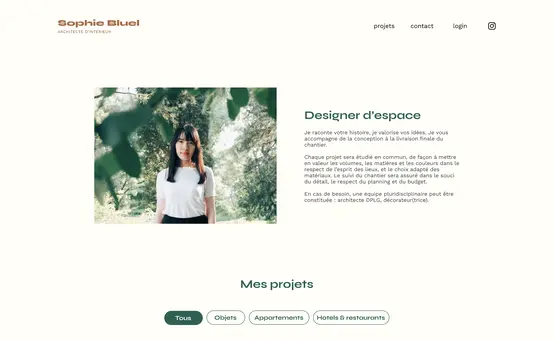 Sophie Bluel
ARCHITECTE D'INTÉRIEUR
projets
contact
login
Designer d'espace
Je raconte votre histoire, je valorise vos idées. Je vous
accompagne de la conception à la livraison finale du
chantier.
Chaque projet sera étudié en commun, de façon à mettre
en valeur les volumes, les matières et les couleurs dans le
respect de l'esprit des lieux, et le choix adapté des
matériaux. Le suivi du chantier sera assuré dans le souci
du détail, le respect du planning et du budget.
En cas de besoin, une équipe pluridisciplinaire peut être
constituée : architecte DPLG, décorateur(trice).
Mes projets
Tous
Objets
Appartements
Hotels & restaurants